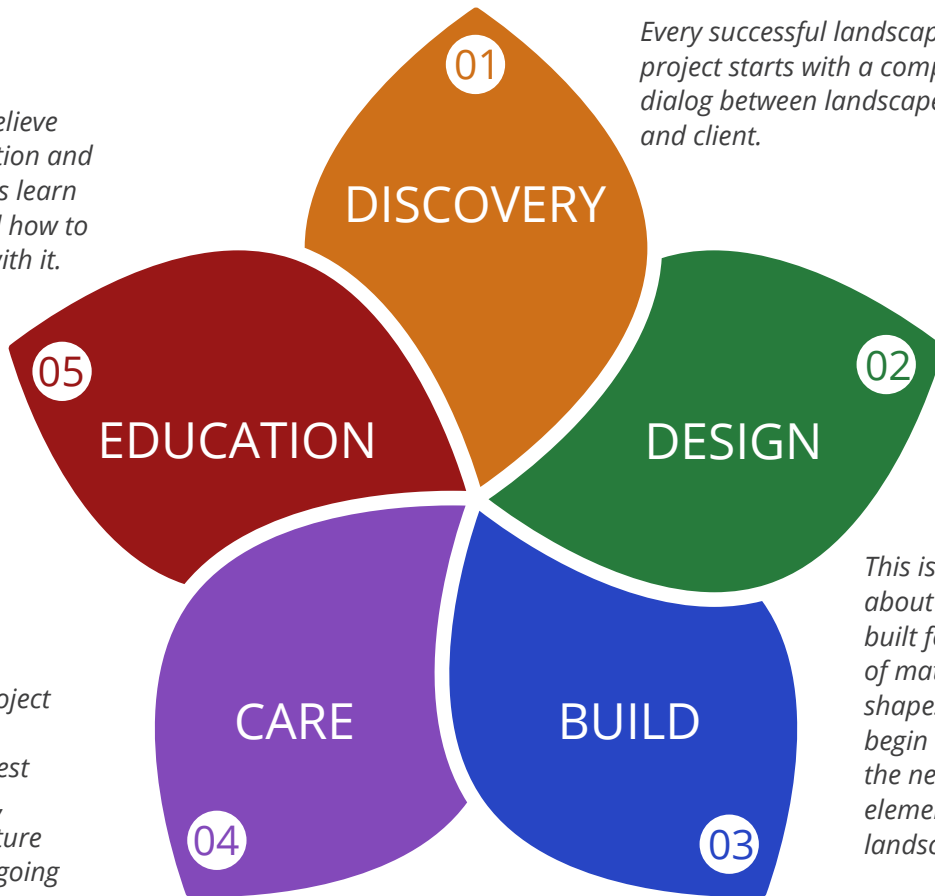 01
DISCOVERY
Every successful landscap
project starts with a comp
dialog between landscape
and client.
02
DESIGN
This is
about
built fo
of mat
shape
begin
the ne
elemen
landsc
03
BUILD
04
CARE
oject
est
,
ture
going
05
EDUCATION
elieve
tion and
s learn
how to
with it.